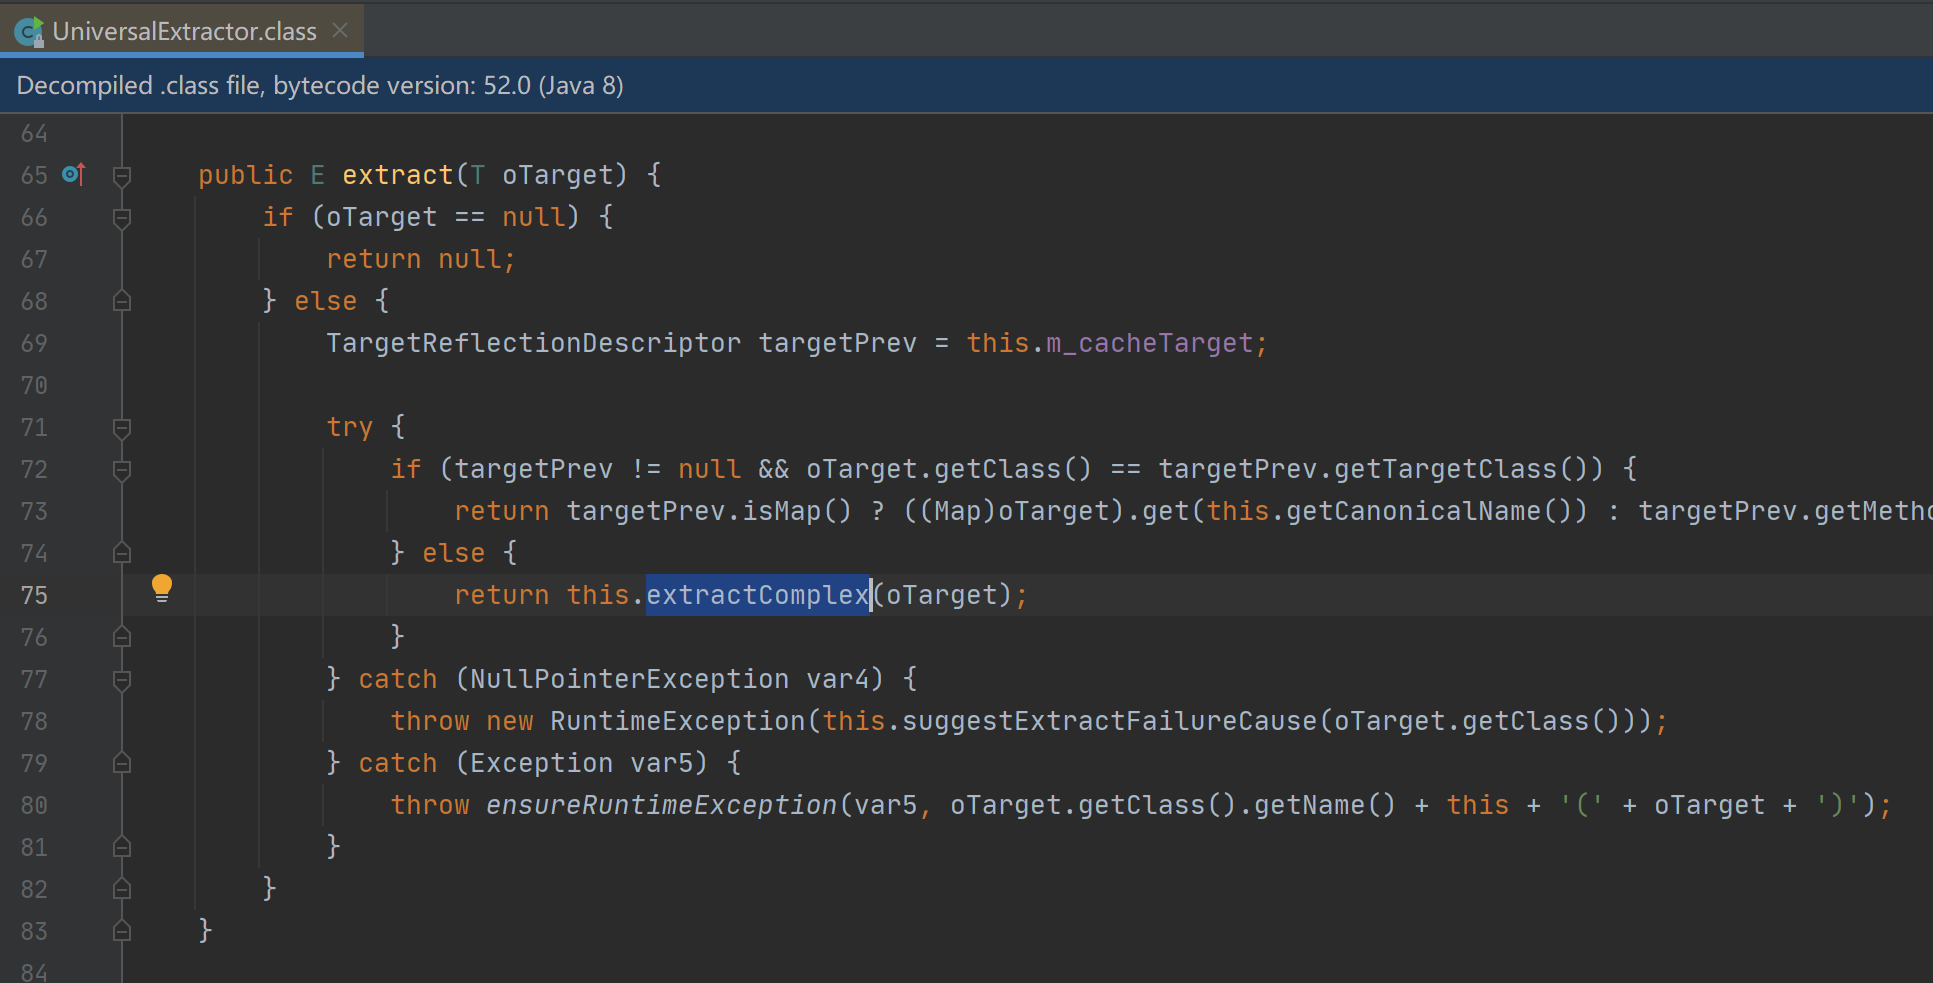 UniversalExtractor.class
Decompiled .class file, bytecode version: 52.0 (Java 8)
64
65 public E extract(T oTarget) {
66 if (oTarget == null) {
67 return null;
68 } else {
69 TargetReflectionDescriptor targetPrev = this.m_cacheTarget;
70
71 try {
72 if (targetPrev != null && oTarget.getClass() == targetPrev.getTargetClass()) {
73 return targetPrev.isMap() ? ((Map)oTarget).get(this.getCanonicalName()) : targetPrev.getMetho
74 } else {
75 return this.extractComplex(oTarget);
76 }
77 } catch (NullPointerException var4) {
78 throw new RuntimeException(this.suggestExtractFailureCause(oTarget.getClass()));
79 } catch (Exception var5) {
80 throw ensureRuntimeException(var5, oTarget.getClass().getName() + this + '(' + oTarget + ')');
81 }
82 }
83 }
84